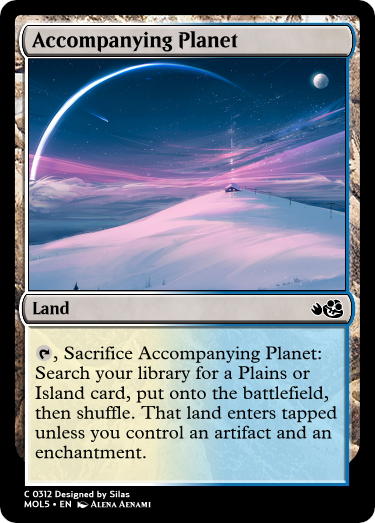 Accompanying Planet
Land
, Sacrifice Accompanying Planet:
Search your library for a Plains or
Island card, put onto the battlefield,
then shuffle. That land enters tapped
unless you control an artifact and an
enchantment.
C 0312 Designed by Silas
MOL5 • EN Alena Aenami